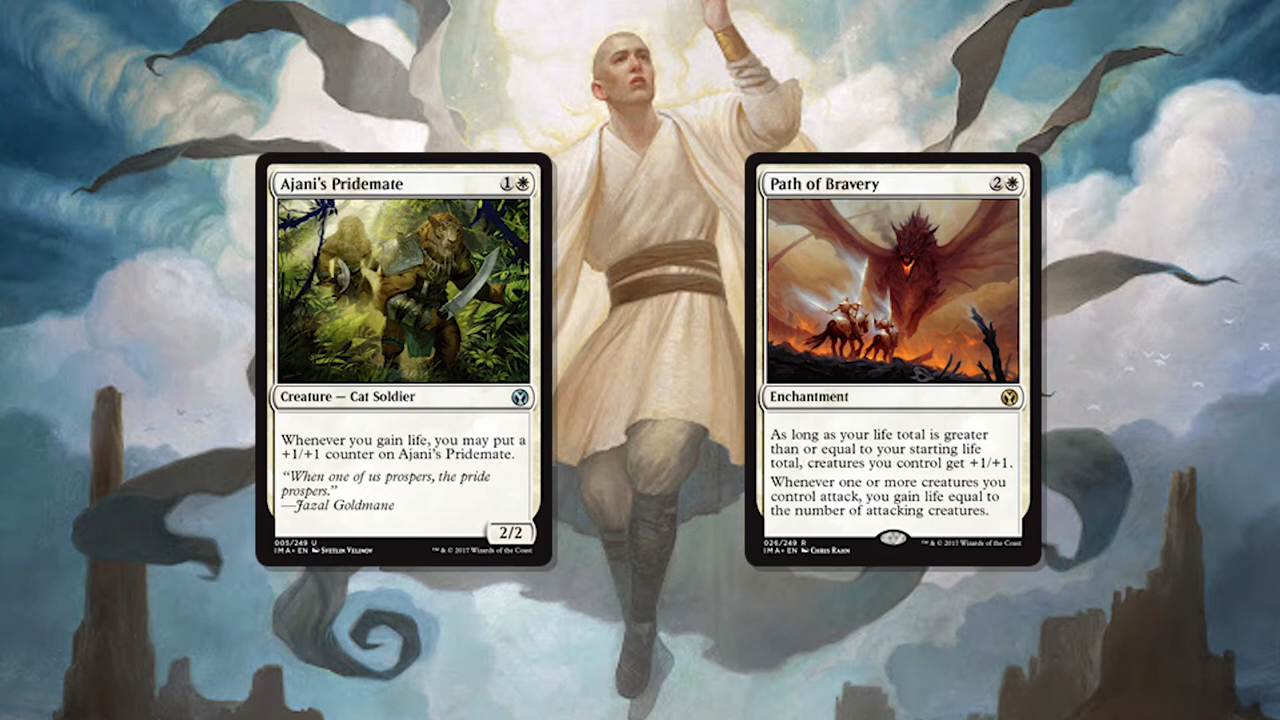 Ajani's Pridemate 1
Creature — Cat Soldier
Whenever you gain life, you may put a
+1/+1 counter on Ajani's Pridemate.
“When one of us prospers, the pride
prospers.”
—Jazal Goldmane
2/2
005/249 U
IMA • EN Svetlin Velinov
™ & © 2017 Wizards of the Coast
Path of Bravery 2
Enchantment
As long as your life total is greater
than or equal to your starting life
total, creatures you control get +1/+1.
Whenever one or more creatures you
control attack, you gain life equal to
the number of attacking creatures.
026/249 R
IMA • EN Chris Rahn
™ & © 2017 Wizards of the Coast